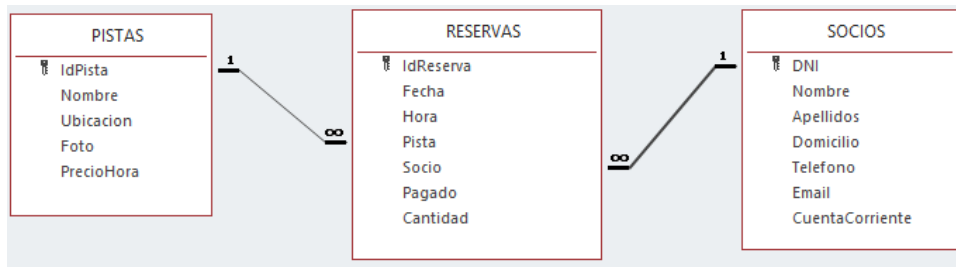 PISTAS
IdPista
Nombre
Ubicacion
Foto
PrecioHora
1
∞
RESERVAS
IdReserva
Fecha
Hora
Pista
Socio
Pagado
Cantidad
∞
1
SOCIOS
DNI
Nombre
Apellidos
Domicilio
Telefono
Email
CuentaCorriente